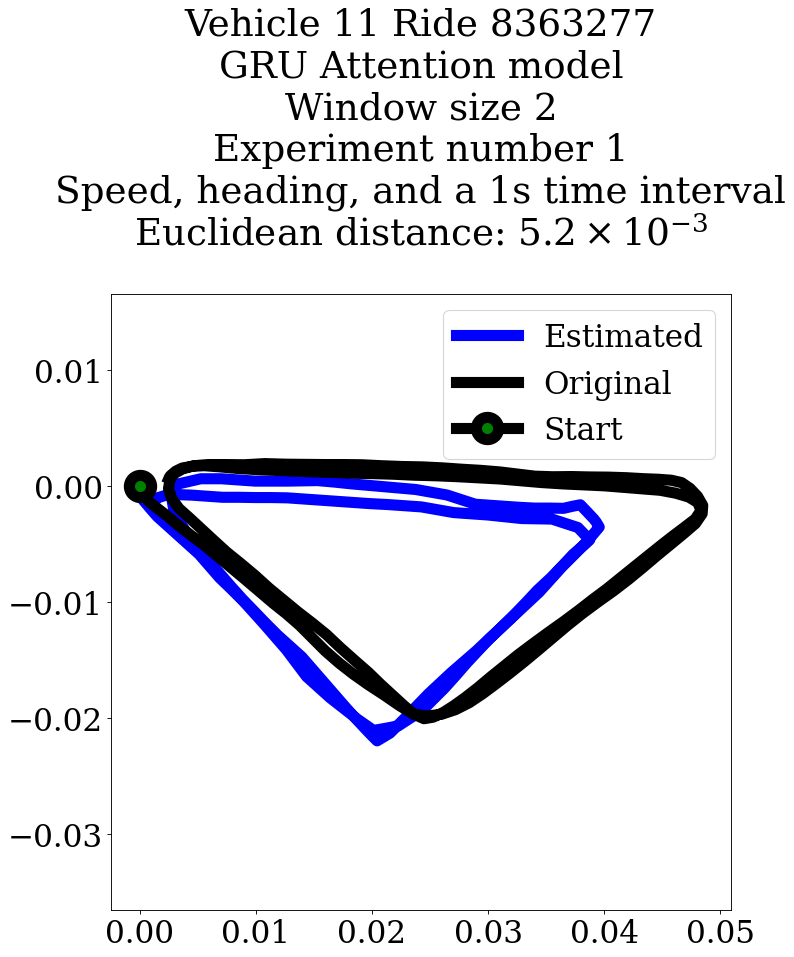 Vehicle 11 Ride 8363277
GRU Attention model
Window size 2
Experiment number 1
Speed, heading, and a 1s time interval
Euclidean distance: 5.2 × 10⁻³
Estimated
Original
Start
0.01
0.00
−0.01
−0.02
−0.03
0.00 0.01 0.02 0.03 0.04 0.05